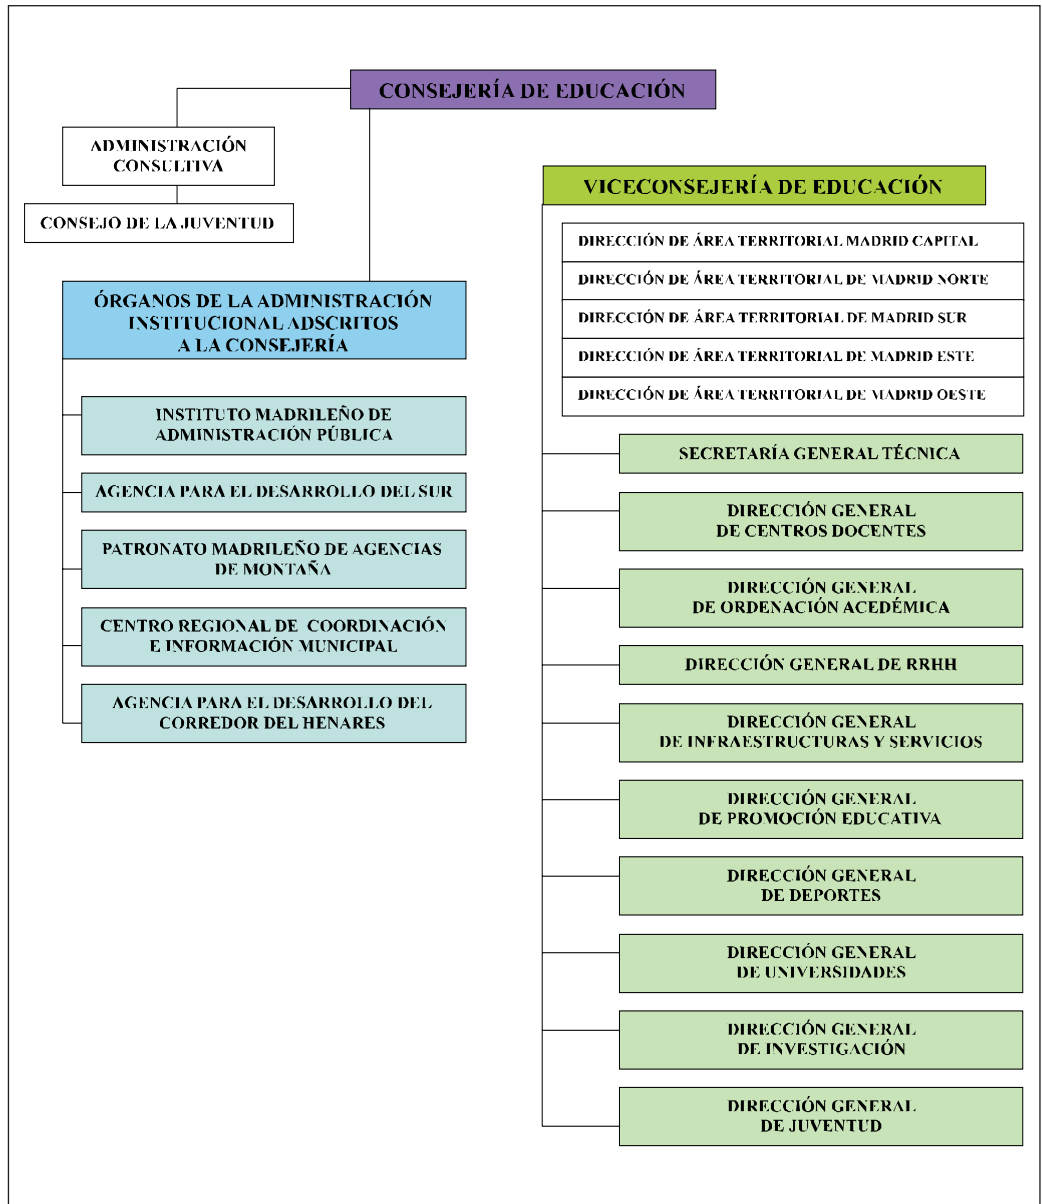 CONSEJERÍA DE EDUCACIÓN
ADMINISTRACIÓN
CONSULTIVA
CONSEJO DE LA JUVENTUD
ÓRGANOS DE LA ADMINISTRACIÓN
INSTITUCIONAL ADSCRITOS
A LA CONSEJERÍA
INSTITUTO MADRILEÑO DE
ADMINISTRACIÓN PÚBLICA
AGENCIA PARA EL DESARROLLO DEL SUR
PATRONATO MADRILEÑO DE AGENCIAS
DE MONTAÑA
CENTRO REGIONAL DE COORDINACIÓN
E INFORMACIÓN MUNICIPAL
AGENCIA PARA EL DESARROLLO DEL
CORREDOR DEL HENARES
VICECONSEJERÍA DE EDUCACIÓN
DIRECCIÓN DE ÁREA TERRITORIAL MADRID CAPITAL
DIRECCIÓN DE ÁREA TERRITORIAL DE MADRID NORTE
DIRECCIÓN DE ÁREA TERRITORIAL DE MADRID SUR
DIRECCIÓN DE ÁREA TERRITORIAL DE MADRID ESTE
DIRECCIÓN DE ÁREA TERRITORIAL DE MADRID OESTE
SECRETARÍA GENERAL TÉCNICA
DIRECCIÓN GENERAL
DE CENTROS DOCENTES
DIRECCIÓN GENERAL
DE ORDENACIÓN ACEDÉMICA
DIRECCIÓN GENERAL DE RRHH
DIRECCIÓN GENERAL
DE INFRAESTRUCTURAS Y SERVICIOS
DIRECCIÓN GENERAL
DE PROMOCIÓN EDUCATIVA
DIRECCIÓN GENERAL
DE DEPORTES
DIRECCIÓN GENERAL
DE UNIVERSIDADES
DIRECCIÓN GENERAL
DE INVESTIGACIÓN
DIRECCIÓN GENERAL
DE JUVENTUD